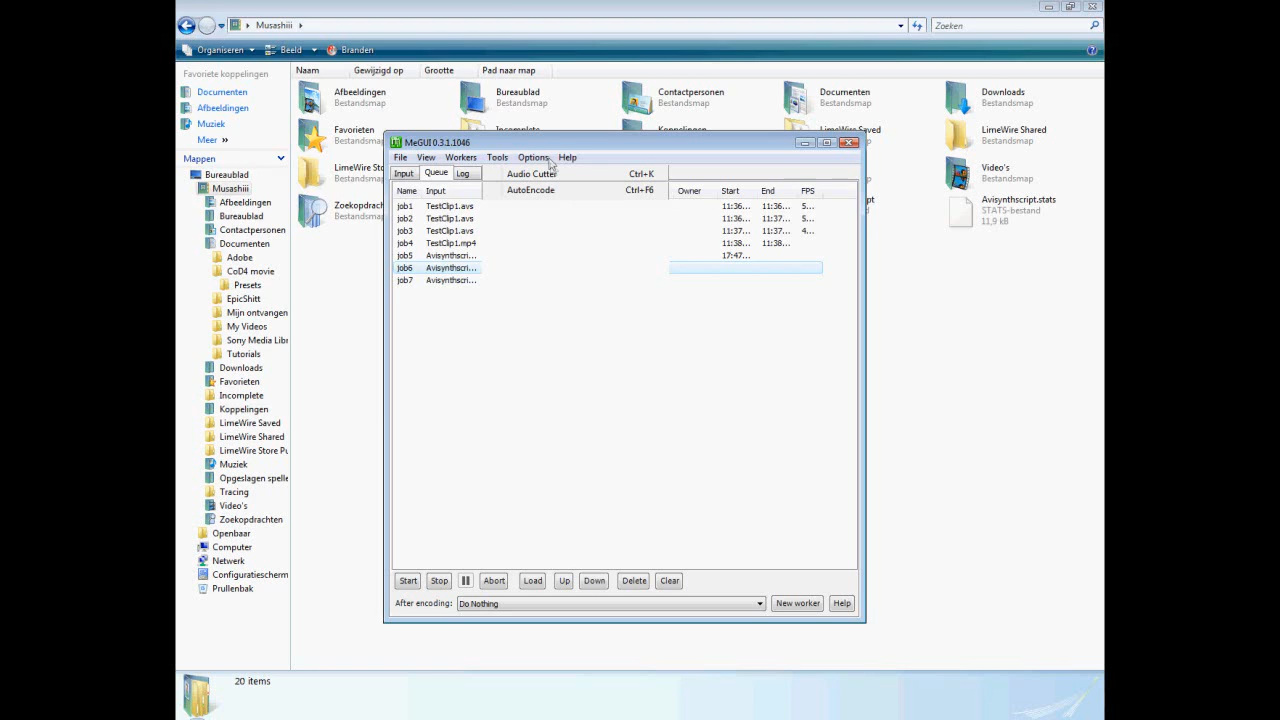 Musashiii
Zoeken
Organiseren Beeld Branden
Favoriete koppelingen
Documenten
Afbeeldingen
Muziek
Meer »
Mappen
Bureaublad
Musashiii
Afbeeldingen
Bureaublad
Contactpersonen
Documenten
Adobe
CoD4 movie
Presets
EpicShitt
Mijn ontvangen
My Videos
Sony Media Libr
Tutorials
Downloads
Favorieten
Incomplete
Koppelingen
LimeWire Saved
LimeWire Shared
LimeWire Store Pu
Muziek
Opgeslagen spelle
Tracing
Video's
Zoekopdrachten
Openbaar
Computer
Netwerk
Configuratiescherm
Prullenbak
Naam Gewijzigd op Grootte Pad naar map
Afbeeldingen
Bestandsmap
Bureaublad
Bestandsmap
Contactpersonen
Bestandsmap
Documenten
Bestandsmap
Downloads
Bestandsmap
Favorieten
Bestandsmap
Incomplete
Koppelingen
LimeWire Saved
LimeWire Shared
Bestandsmap
LimeWire Sto
Bestandsmap
Video's
Bestandsmap
Zoekopdrach
Bestandsmap
Avisynthscript.stats
STATS-bestand
11,9 kB
MeGUI 0.3.1.1046
File View Workers Tools Options Help
Input Queue Log
Audio Cutter Ctrl+K
AutoEncode Ctrl+F6
Name Input Owner Start End FPS
job1 TestClip1.avs 11:36... 11:36... 5...
job2 TestClip1.avs 11:36... 11:37... 5...
job3 TestClip1.avs 11:37... 11:37... 4...
job4 TestClip1.mp4 11:38... 11:38...
job5 Avisynthscri... 17:47...
job6 Avisynthscri...
job7 Avisynthscri...
Start Stop Abort Load Up Down Delete Clear
After encoding: Do Nothing New worker Help
20 items